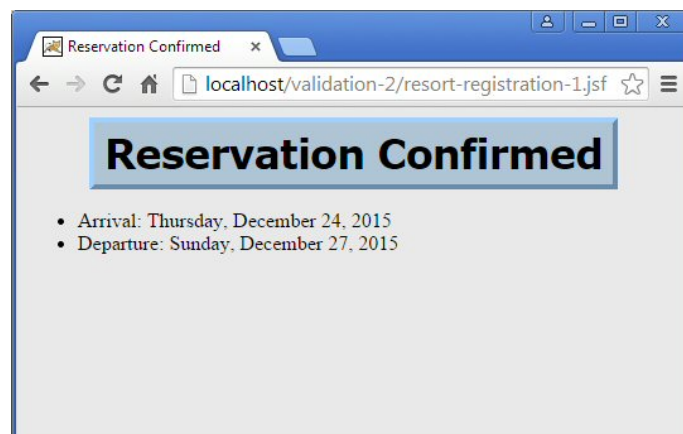 Reservation Confirmed
localhost/validation-2/resort-registration-1.jsf
Reservation Confirmed
Arrival: Thursday, December 24, 2015
Departure: Sunday, December 27, 2015